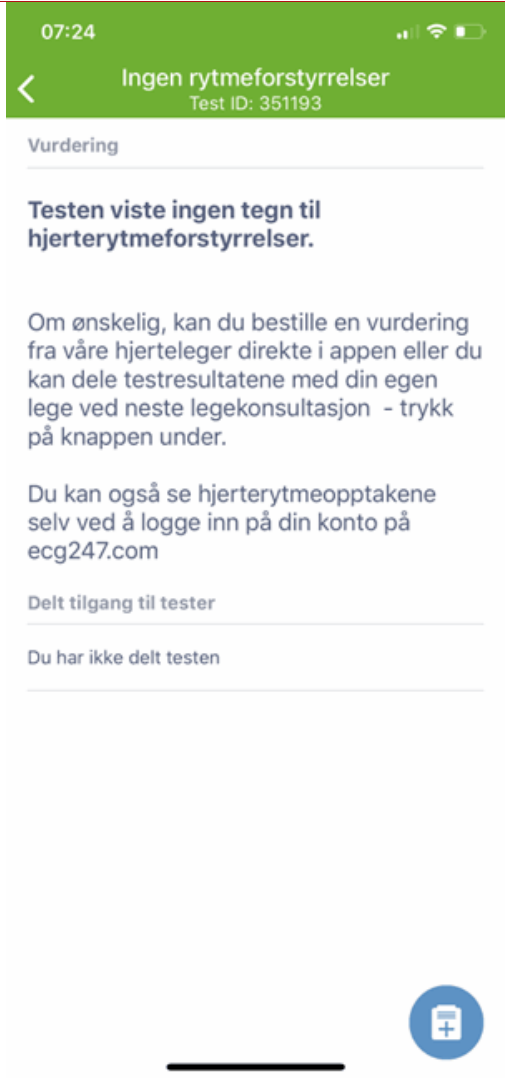 07:24
Ingen rytmeforstyrrelser
Test ID: 351193
Vurdering
Testen viste ingen tegn til
hjerterytmeforstyrrelser.
Om ønskelig, kan du bestille en vurdering
fra våre hjerteleger direkte i appen eller du
kan dele testresultatene med din egen
lege ved neste legekonsultasjon - trykk
på knappen under.
Du kan også se hjerterytmeopptakene
selv ved å logge inn på din konto på
ecg247.com
Delt tilgang til tester
Du har ikke delt testen